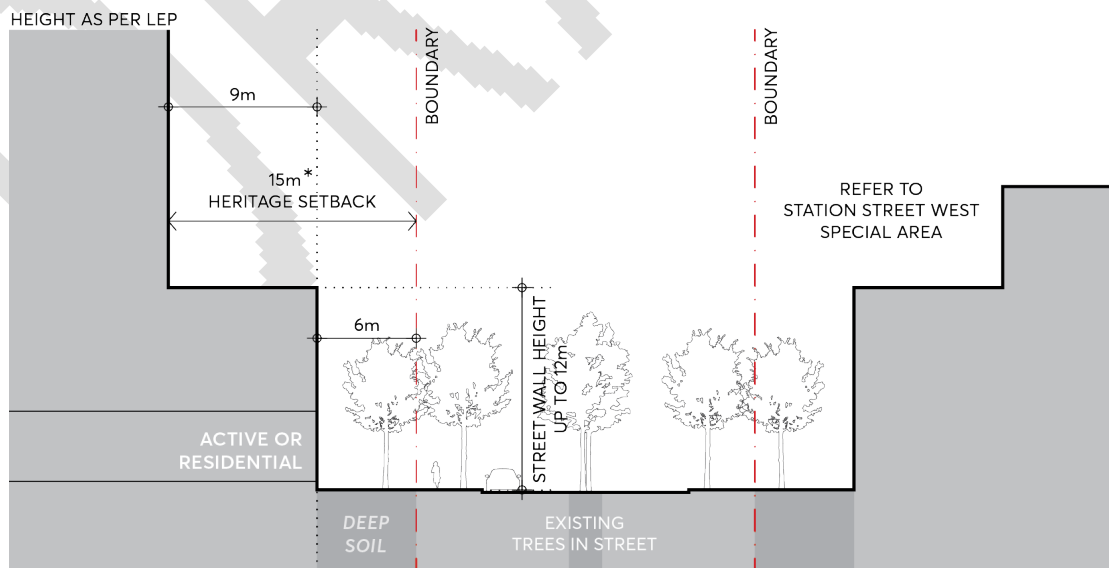 HEIGHT AS PER LEP
BOUNDARY
BOUNDARY
9m
15m*
HERITAGE SETBACK
REFER TO
STATION STREET WEST
SPECIAL AREA
6m
STREET WALL HEIGHT
UP TO 12m
ACTIVE OR
RESIDENTIAL
DEEP
SOIL
EXISTING
TREES IN STREET